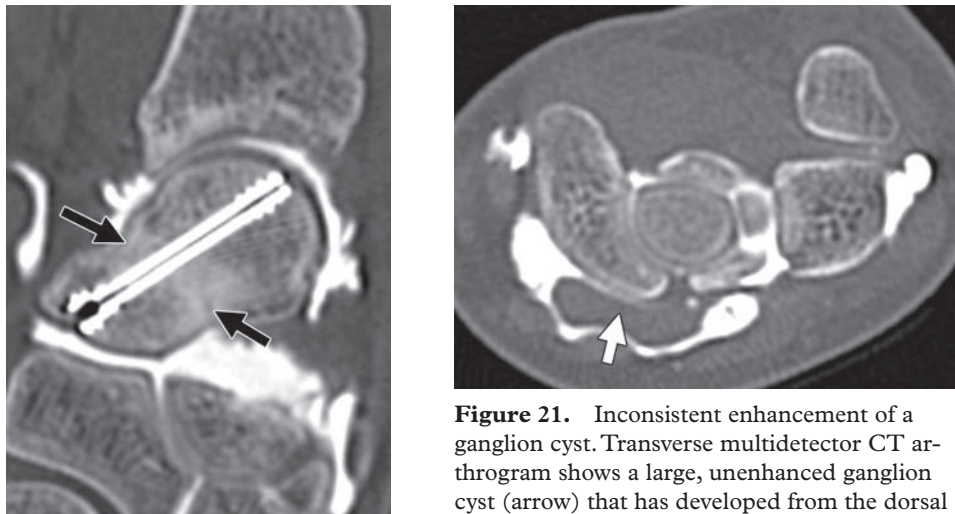 Figure 21. Inconsistent enhancement of a
ganglion cyst. Transverse multidetector CT ar-
throgram shows a large, unenhanced ganglion
cyst (arrow) that has developed from the dorsal